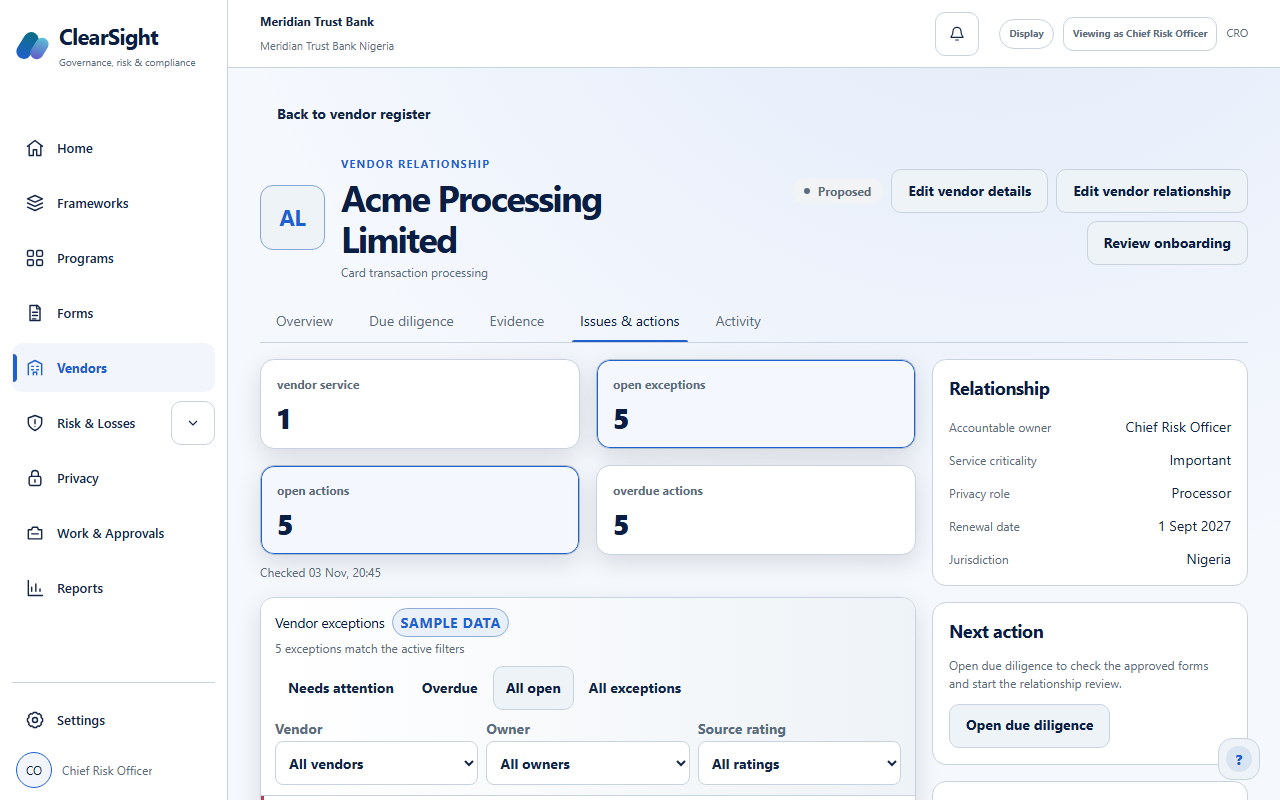 ClearSight
Governance, risk & compliance
Home
Frameworks
Programs
Forms
Vendors
Risk & Losses
Privacy
Work & Approvals
Reports
Settings
CO
Chief Risk Officer
Meridian Trust Bank
Meridian Trust Bank Nigeria
Display
Viewing as Chief Risk Officer
CRO
Back to vendor register
AL
VENDOR RELATIONSHIP
Acme Processing
Limited
Card transaction processing
Proposed
Edit vendor details
Edit vendor relationship
Review onboarding
Overview
Due diligence
Evidence
Issues & actions
Activity
vendor service
1
open exceptions
5
open actions
5
overdue actions
5
Checked 03 Nov, 20:45
Vendor exceptions
SAMPLE DATA
5 exceptions match the active filters
Needs attention
Overdue
All open
All exceptions
Vendor
Owner
Source rating
All vendors
All owners
All ratings
Relationship
Accountable owner
Chief Risk Officer
Service criticality
Important
Privacy role
Processor
Renewal date
1 Sept 2027
Jurisdiction
Nigeria
Next action
Open due diligence to check the approved forms
and start the relationship review.
Open due diligence
?